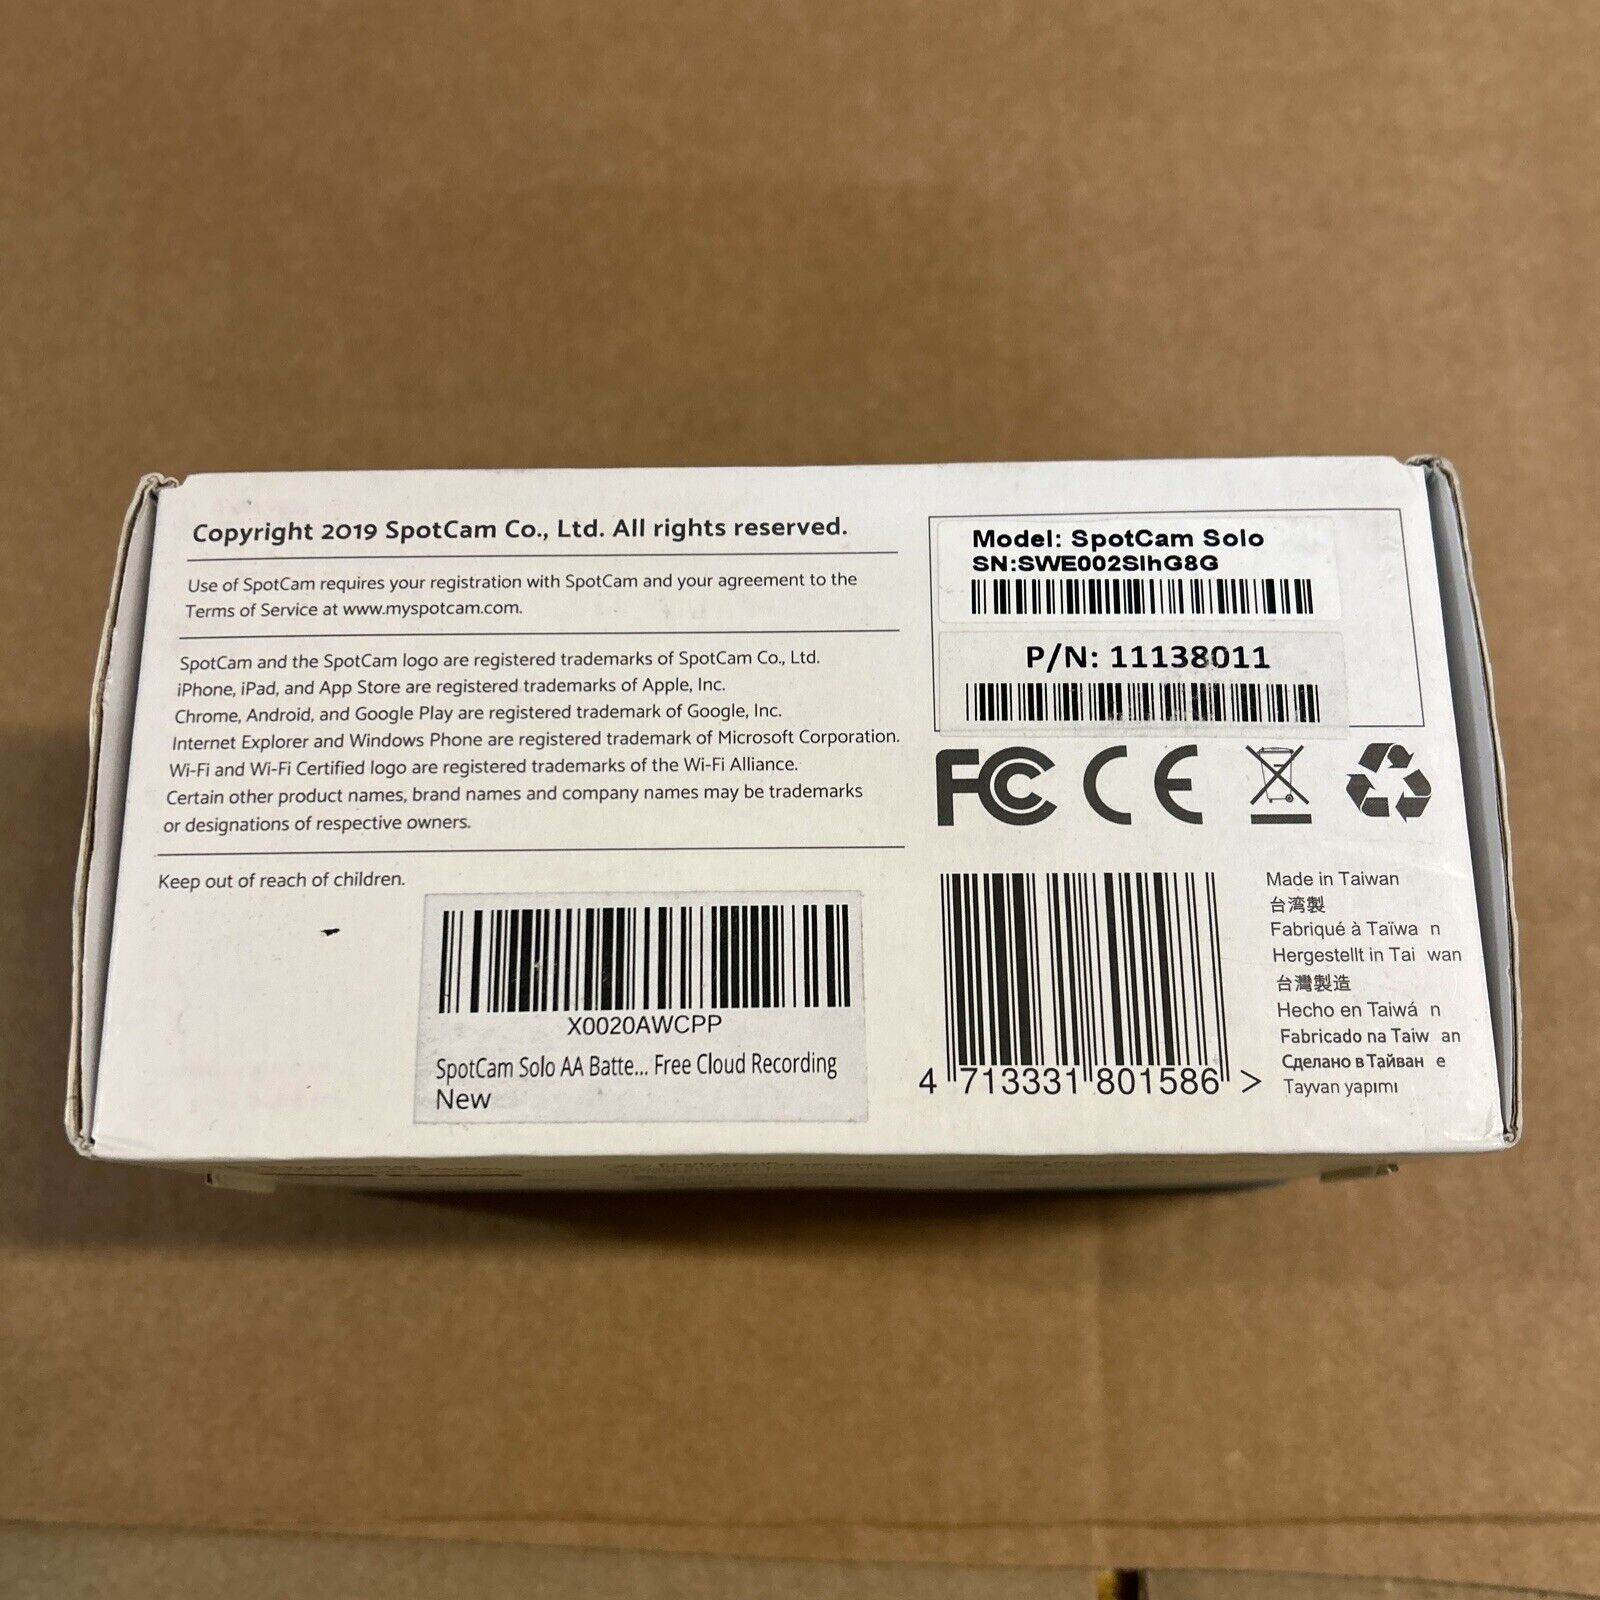 Copyright 2019 SpotCam Co., Ltd. All rights reserved.
Use of SpotCam requires your registration with SpotCam and your agreement to the
Terms of Service at www.myspotcam.com.
SpotCam and the SpotCam logo are registered trademarks of SpotCam Co., Ltd.
iPhone, iPad, and App Store are registered trademarks of Apple, Inc.
Chrome, Android, and Google Play are registered trademark of Google, Inc.
Internet Explorer and Windows Phone are registered trademark of Microsoft Corporation.
Wi-Fi and Wi-Fi Certified logo are registered trademarks of the Wi-Fi Alliance.
Certain other product names, brand names and company names may be trademarks
or designations of respective owners.
Keep out of reach of children.
X0020AWCPP
SpotCam Solo AA Batte... Free Cloud Recording
New
Model: SpotCam Solo
SN:SWE002SlhG8G
P/N: 11138011
FC CE
4 713331 801586 >
Made in Taiwan
台湾製
Fabriqué à Taïwa n
Hergestellt in Tai wan
台灣製造
Hecho en Taiwá n
Fabricado na Taiw an
Сделано в Тайван е
Tayvan yapımı